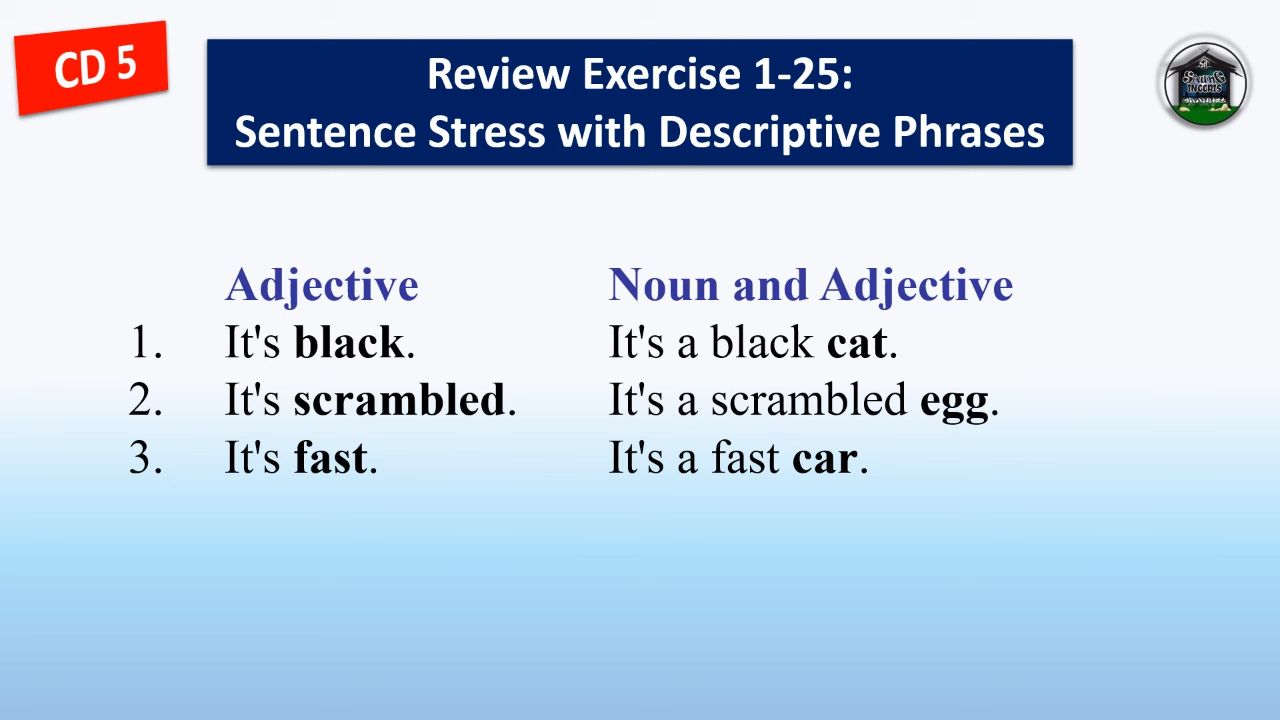 CD 5
Review Exercise 1-25:
Sentence Stress with Descriptive Phrases
Adjective Noun and Adjective
1. It's black. It's a black cat.
2. It's scrambled. It's a scrambled egg.
3. It's fast. It's a fast car.